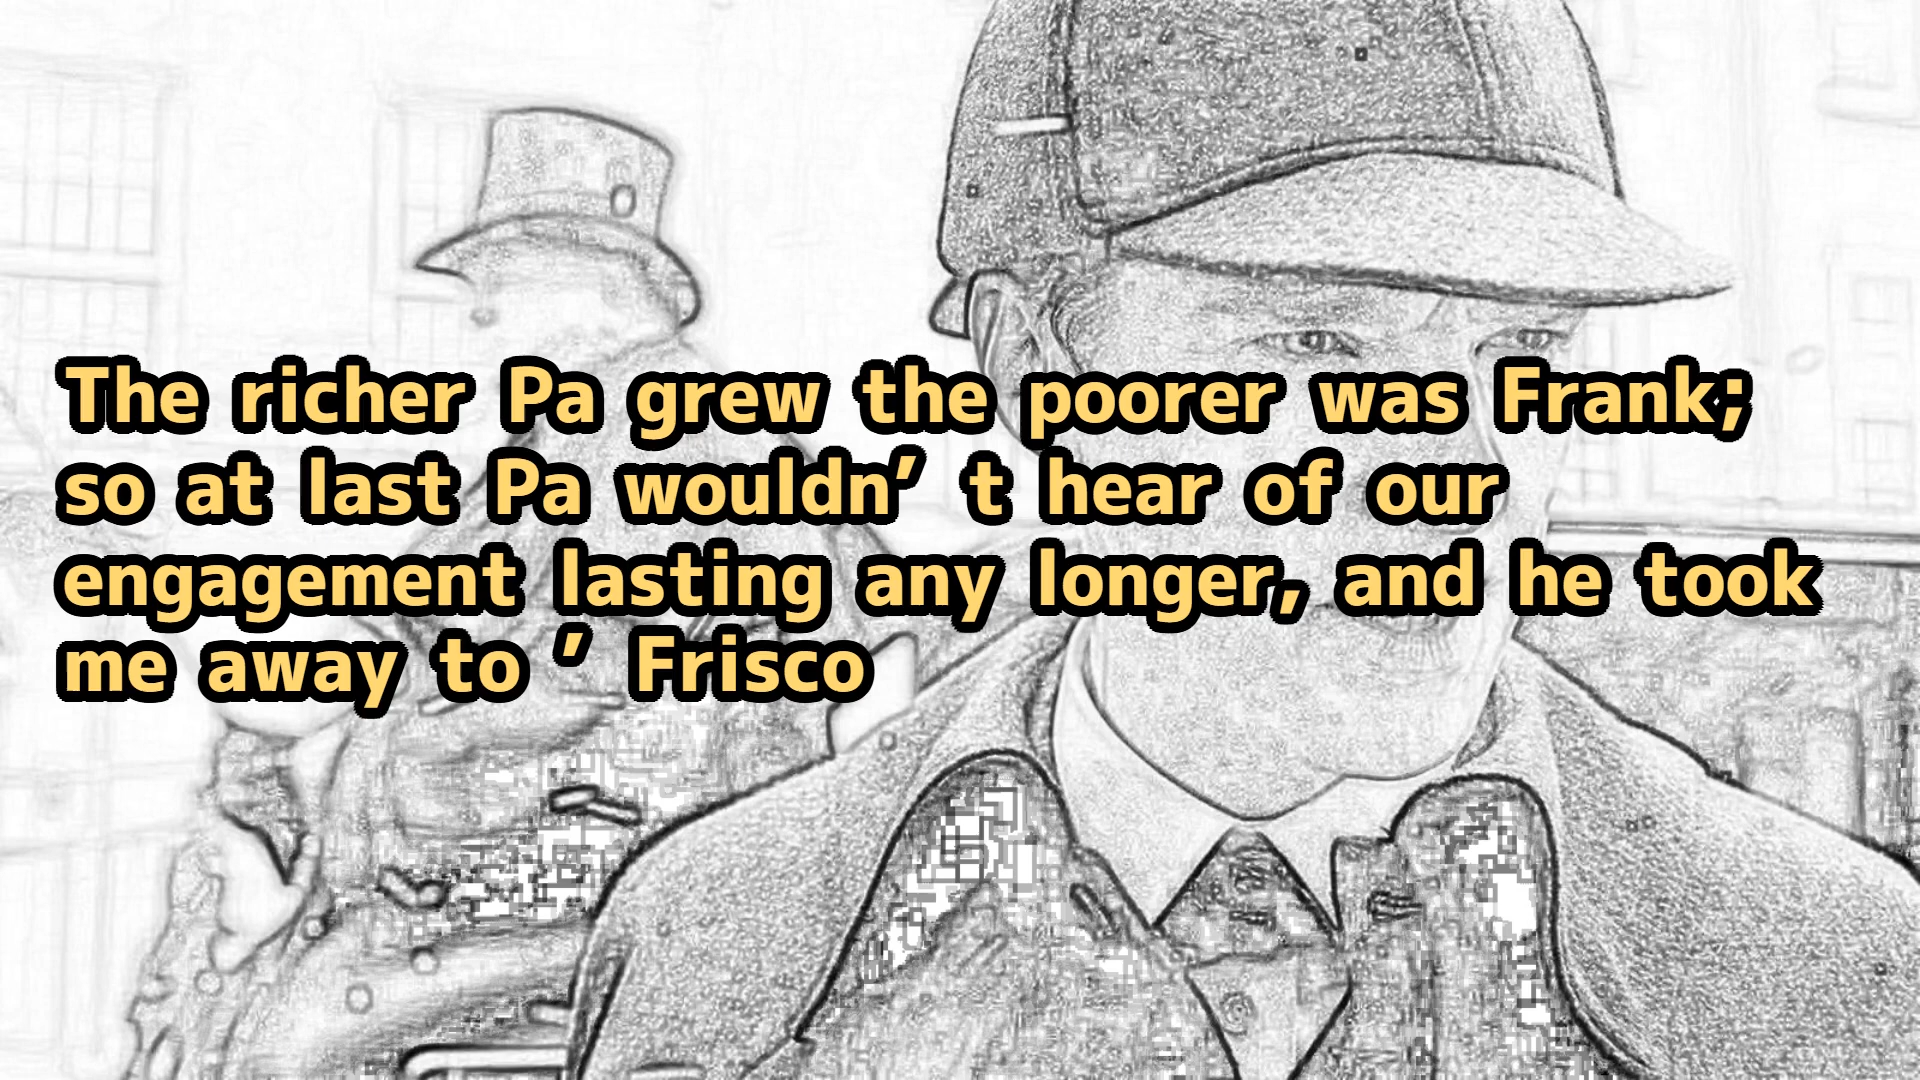 The richer Pa grew the poorer was Frank;
so at last Pa wouldn’ t hear of our
engagement lasting any longer, and he took
me away to ’ Frisco